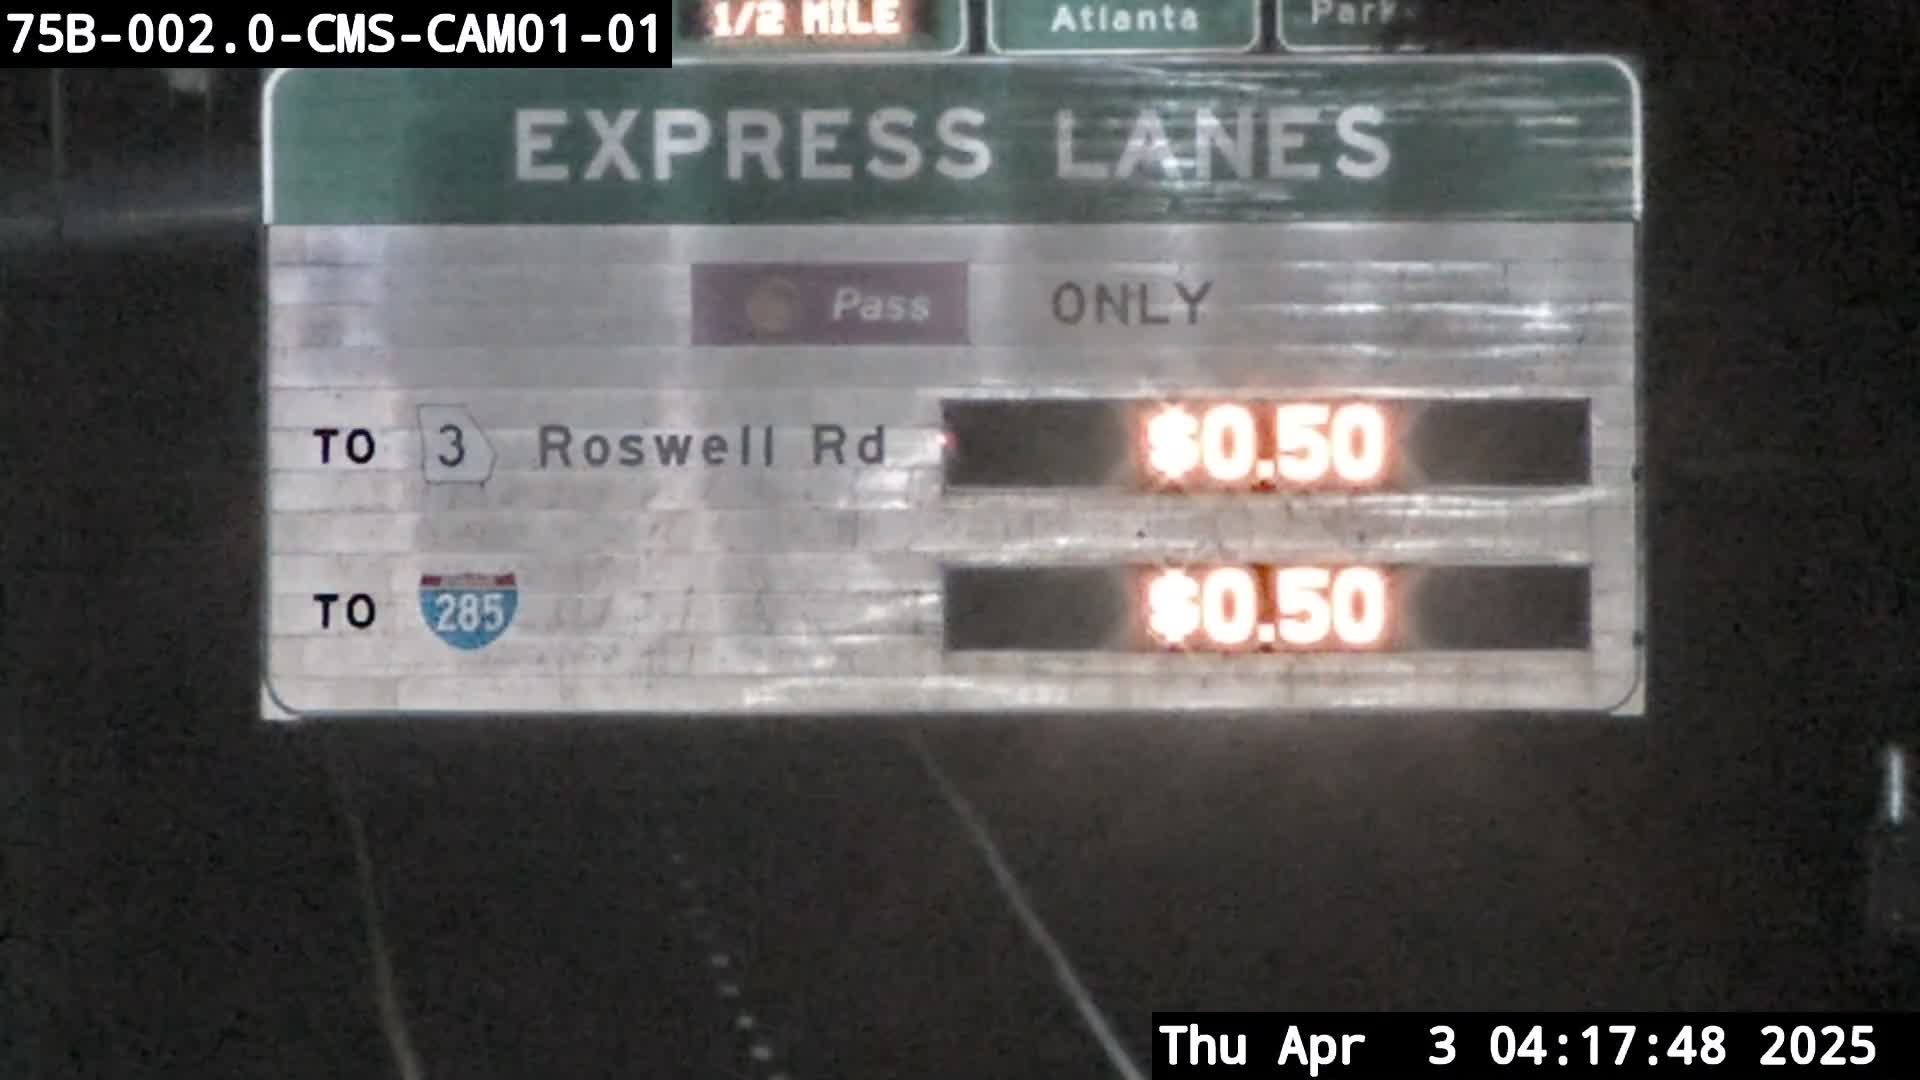 75B-002.0-CMS-CAM01-01
1/2 MILE
Atlanta
Park
EXPRESS LANES
Pass ONLY
TO 3 Roswell Rd $0.50
TO 285 $0.50
Thu Apr 3 04:17:48 2025